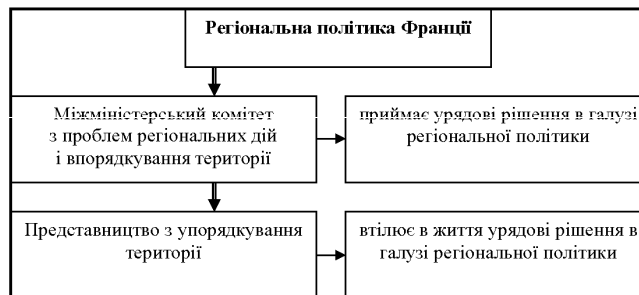 Регіональна політика Франції
Міжміністерський комітет
з проблем регіональних дій
і впорядкування території
приймає урядові рішення в галузі
регіональної політики
Представництво з упорядкування
території
втілює в життя урядові рішення в
галузі регіональної політики